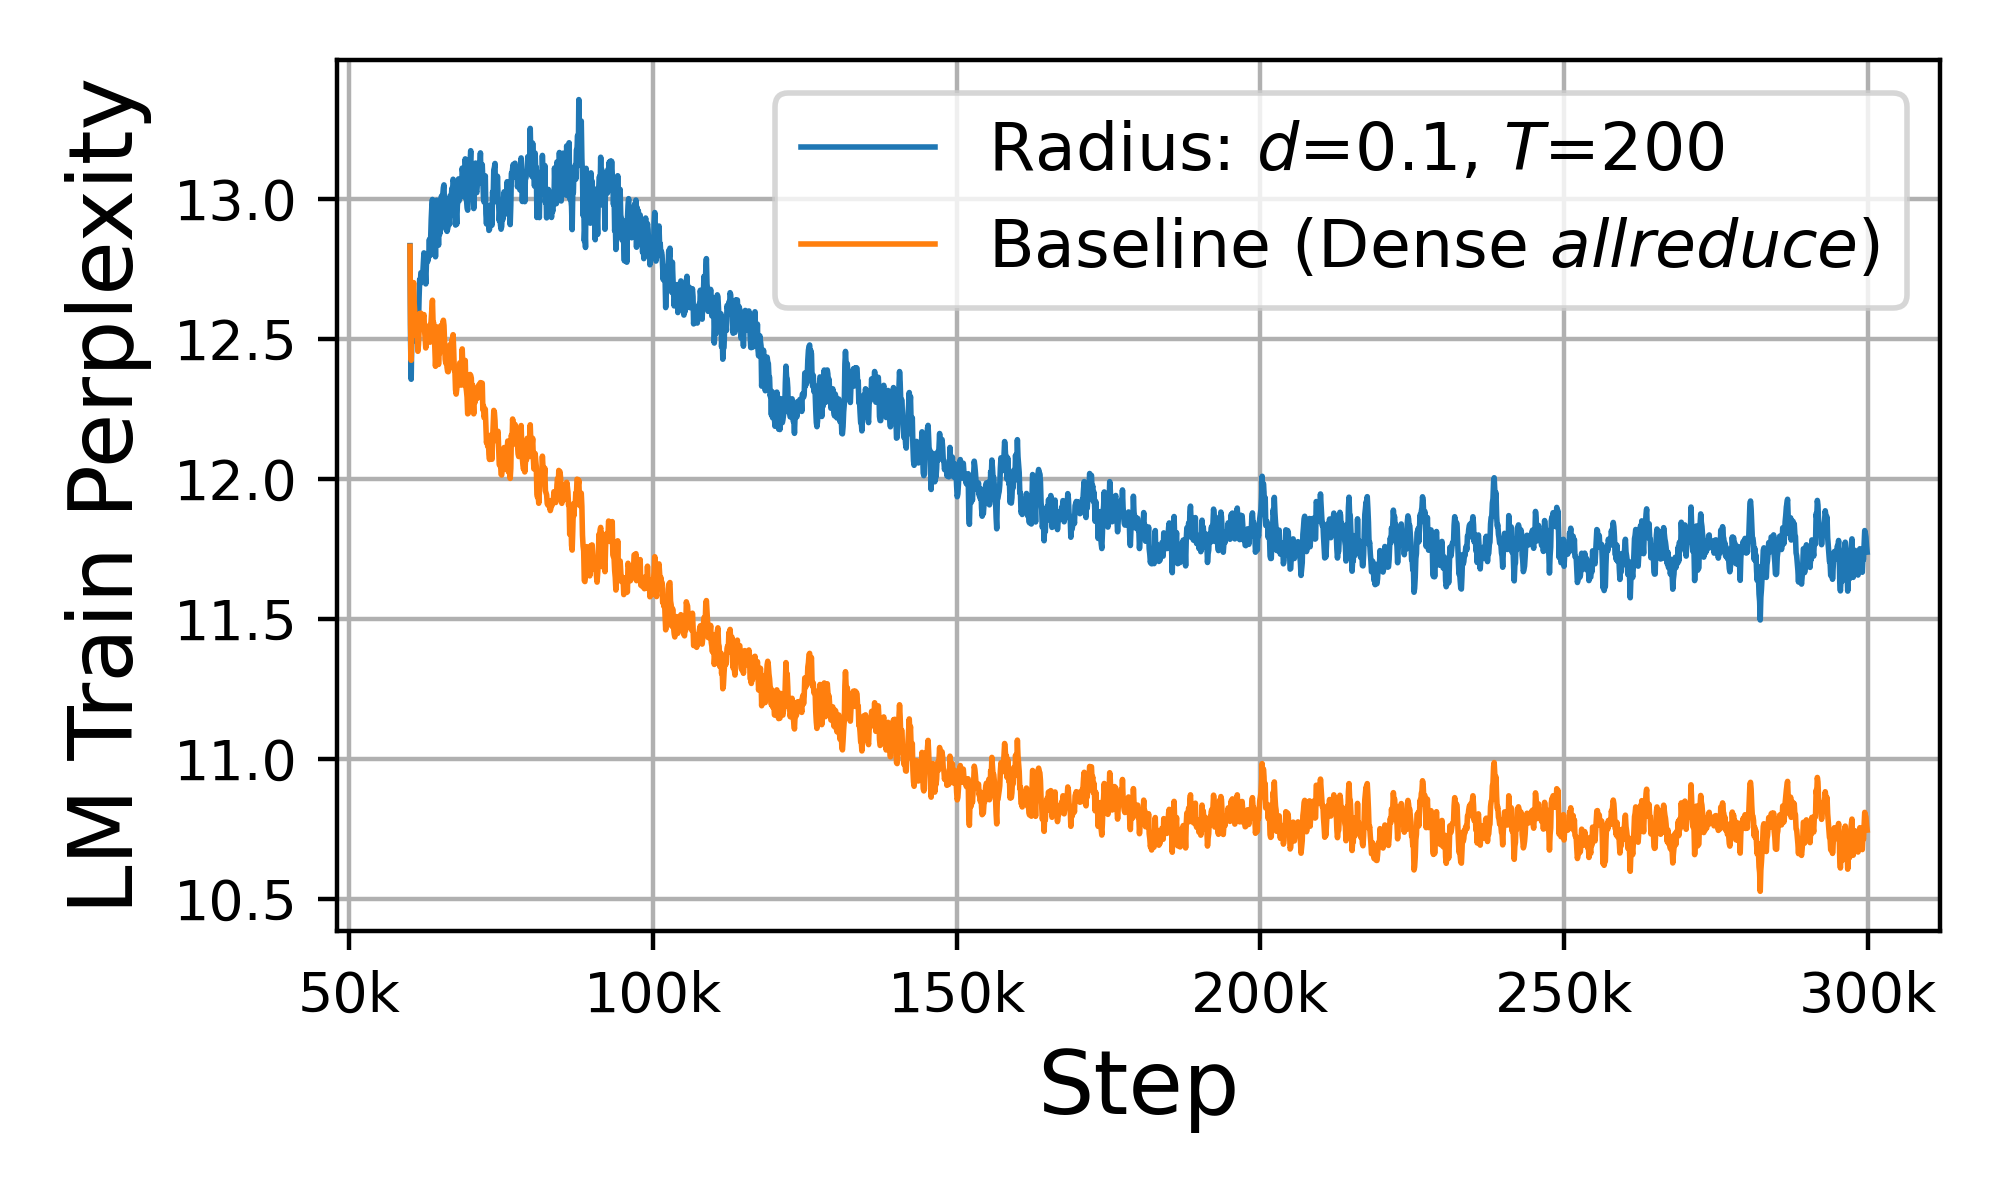 LM Train Perplexity
13.0
12.5
12.0
11.5
11.0
10.5
Radius: d=0.1, T=200
Baseline (Dense allreduce)
50k 100k 150k 200k 250k 300k
Step